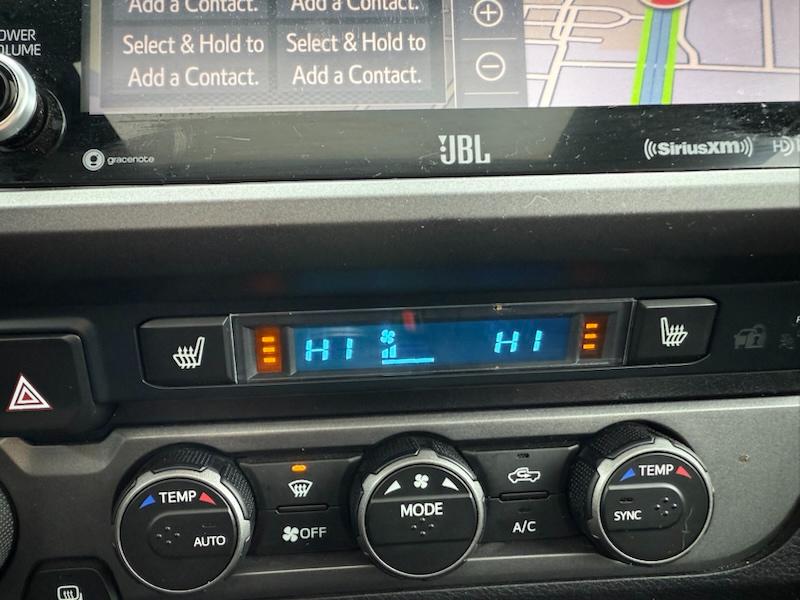 Add a Contact.
Add a Contact.
Select & Hold to
Add a Contact.
Select & Hold to
Add a Contact.
OWER
OLUME
gracenote
JBL
SiriusXM
HD
HI
HI
TEMP
AUTO
OFF
MODE
A/C
TEMP
SYNC